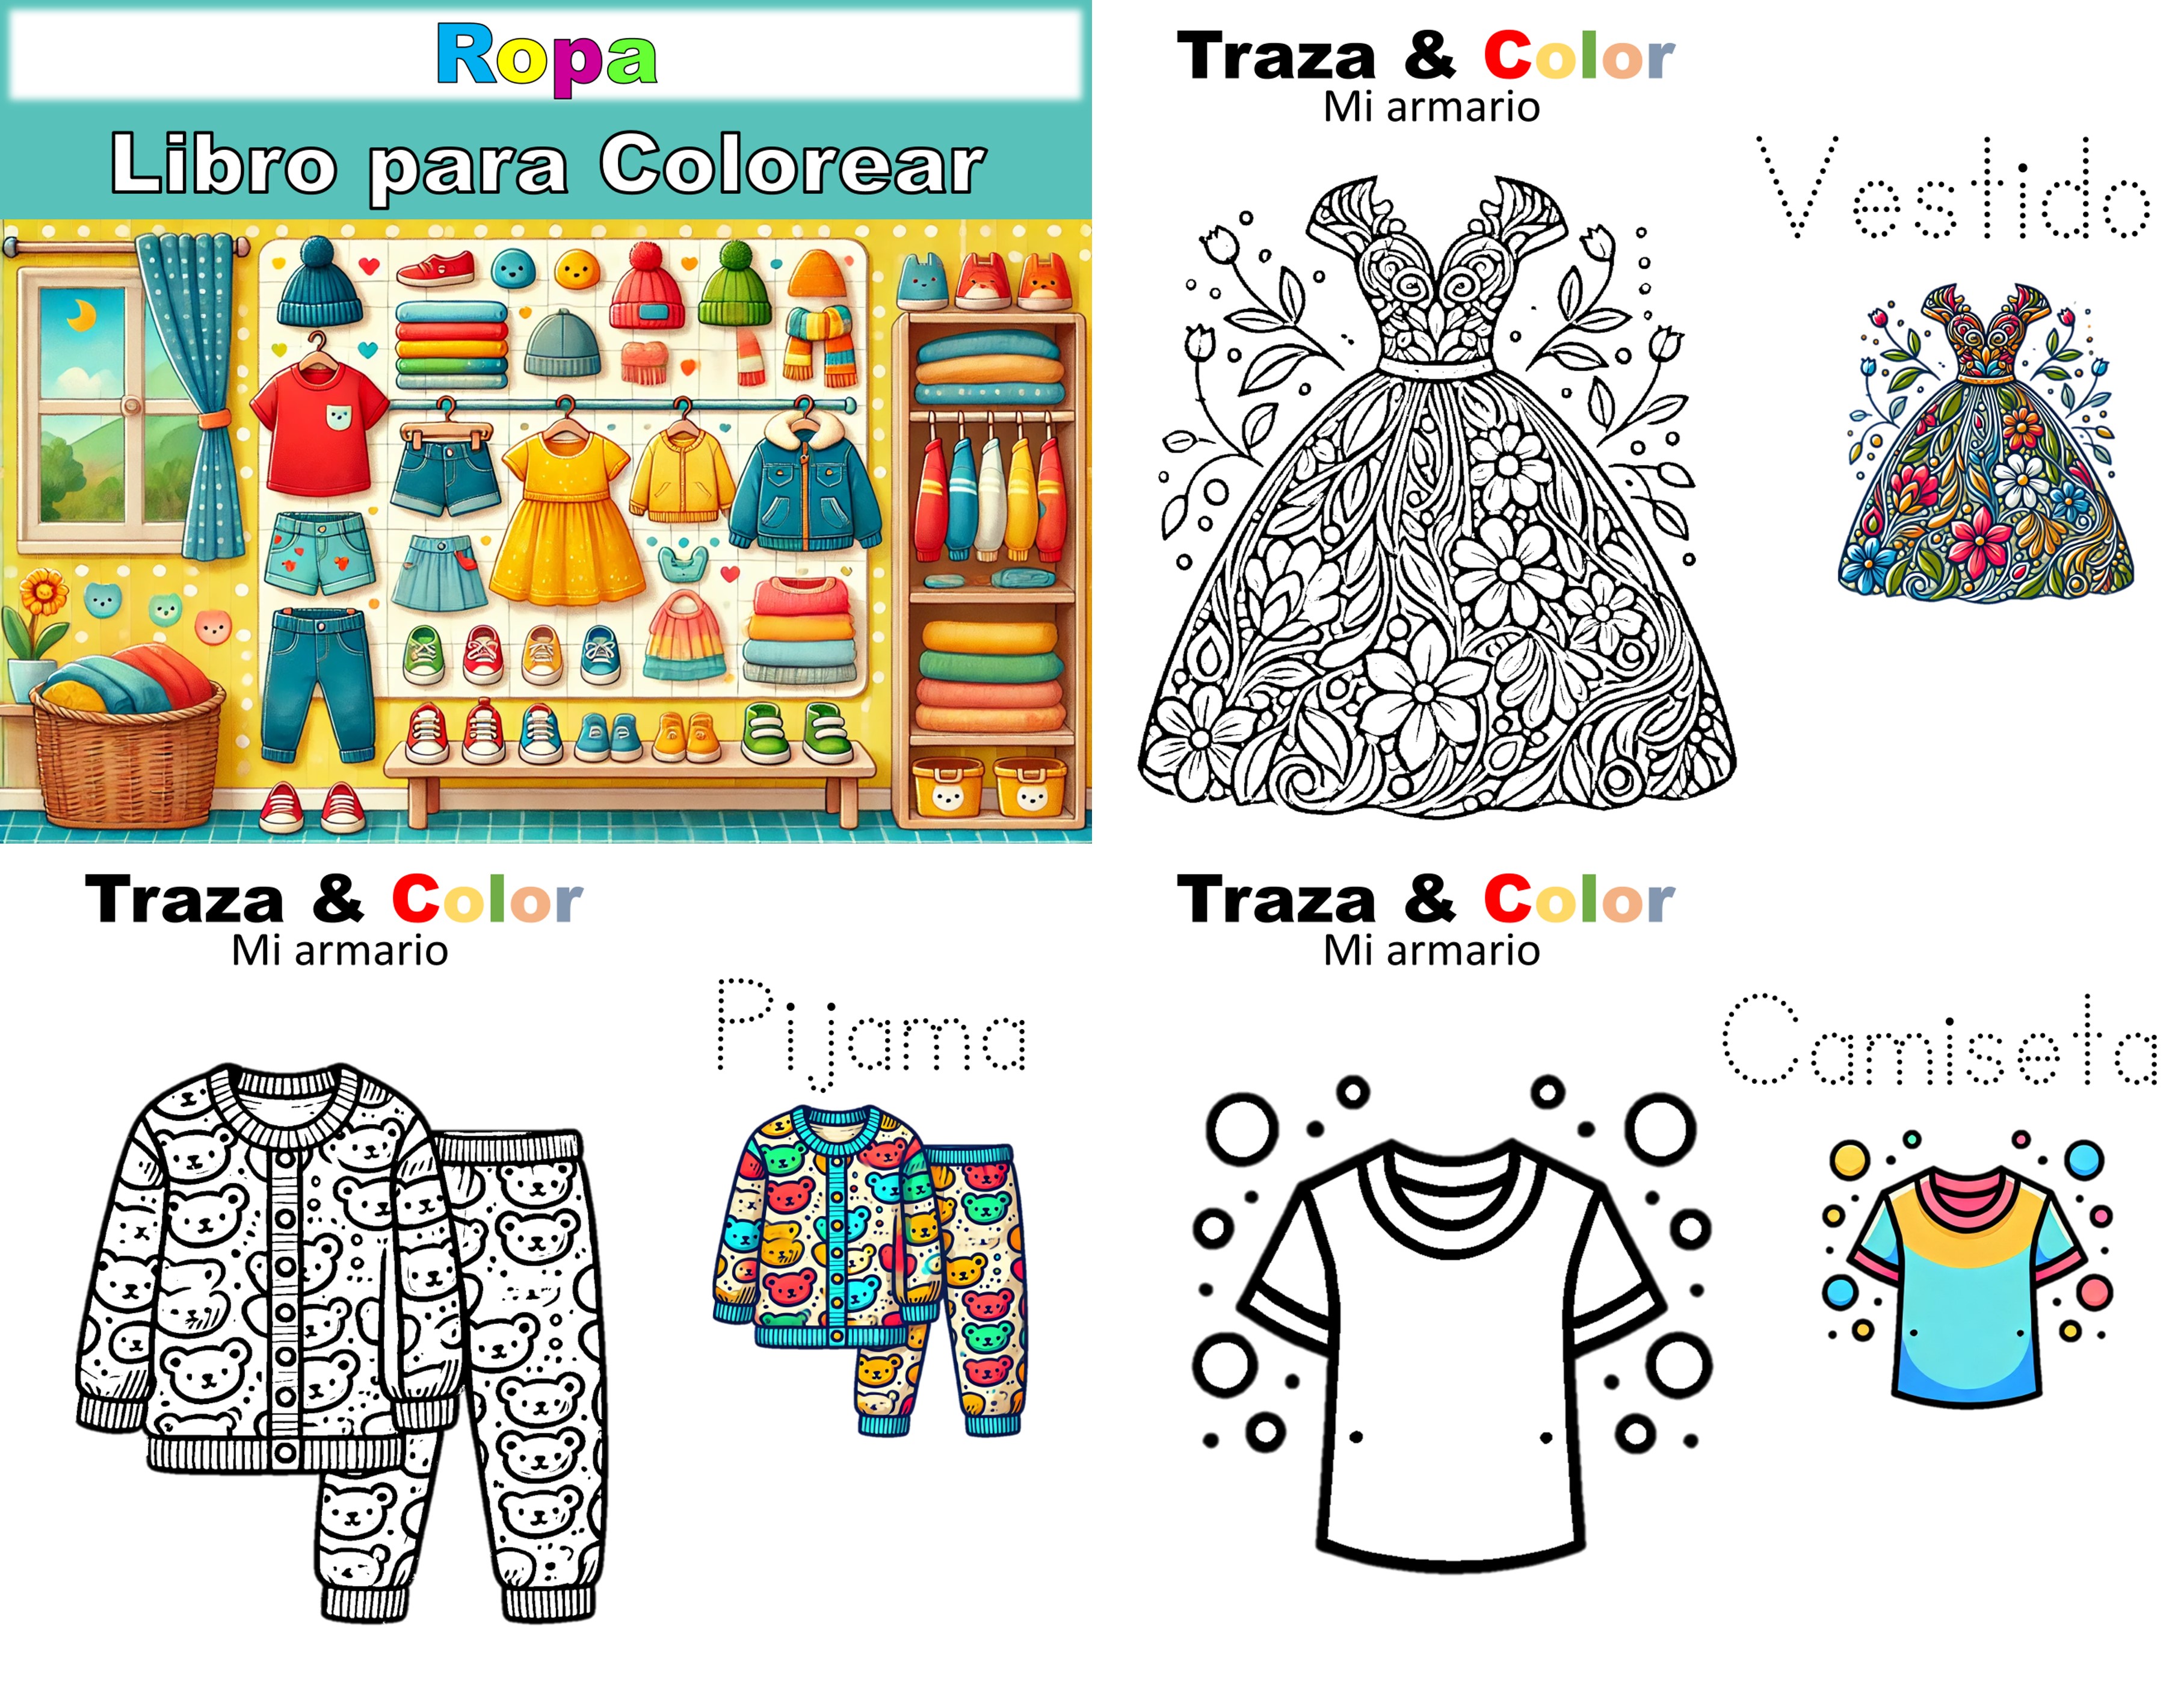 Ropa
Libro para Colorear
Traza & Color
Mi armario
Vestido
Traza & Color
Mi armario
Pijama
Traza & Color
Mi armario
Camiseta